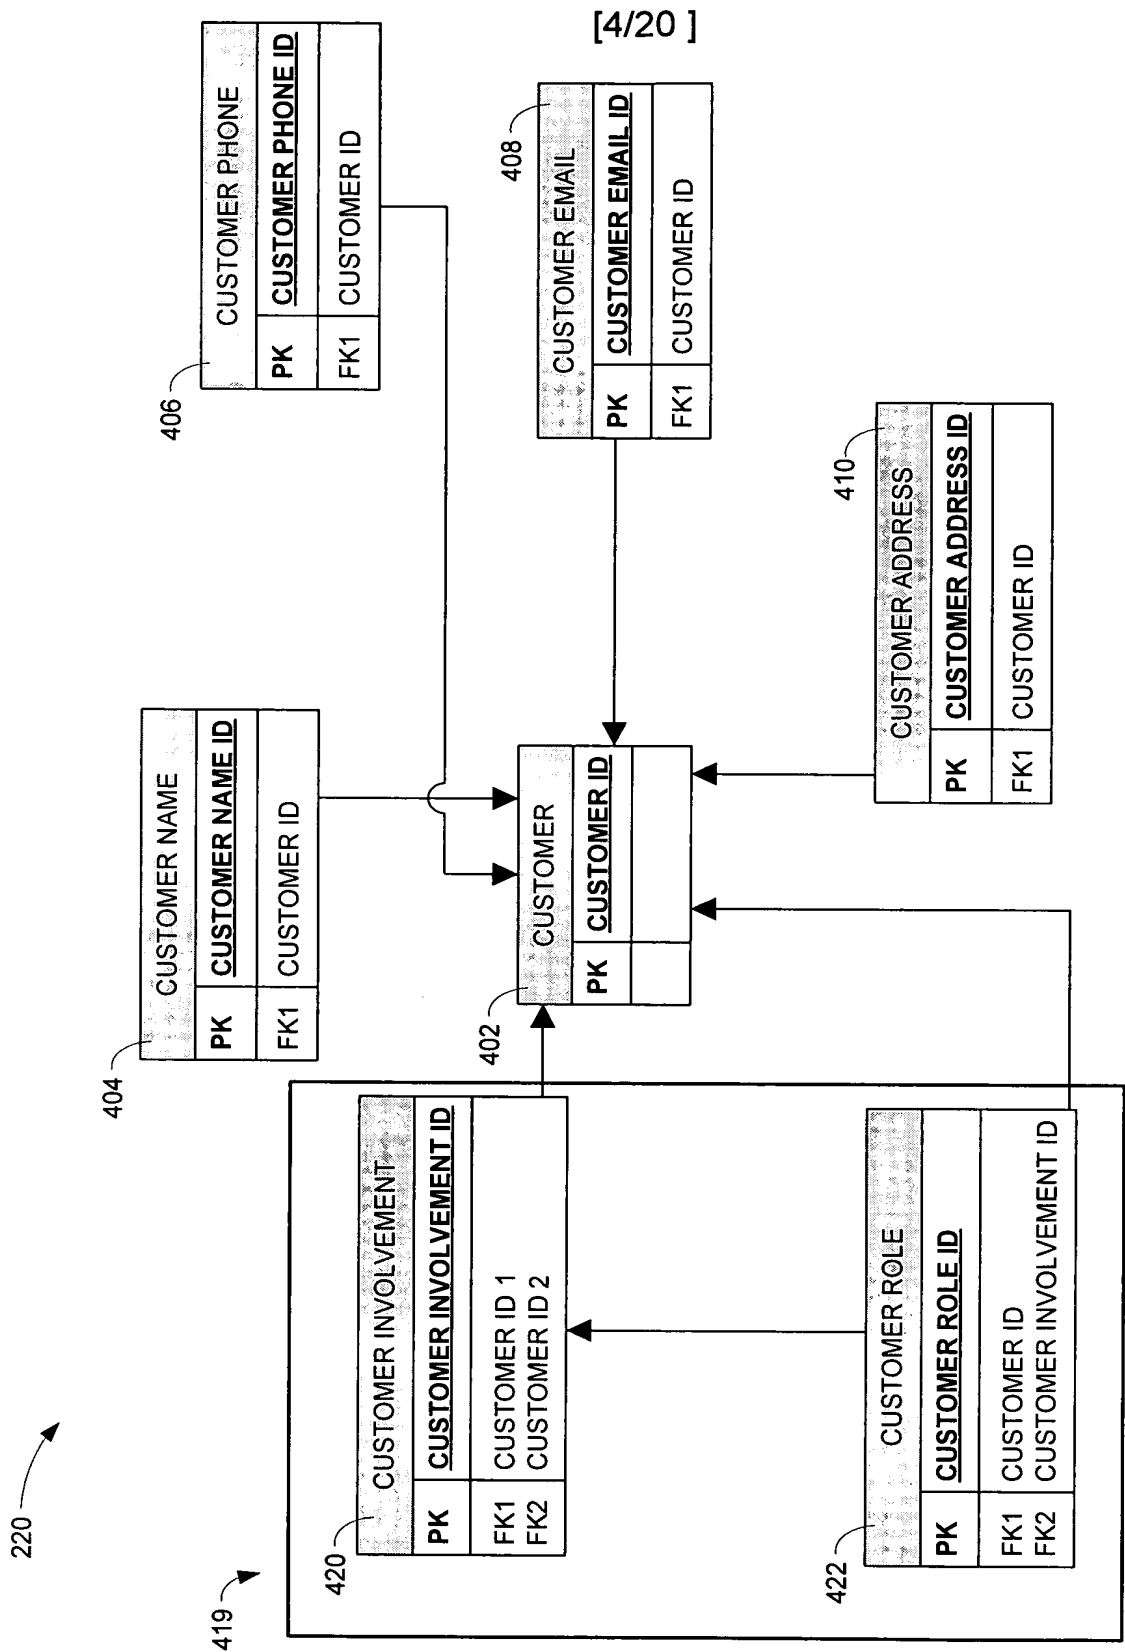 [4/20 ]
220
419
420
CUSTOMER INVOLVEMENT
PK CUSTOMER INVOLVEMENT ID
FK1 CUSTOMER ID 1
FK2 CUSTOMER ID 2
422
CUSTOMER ROLE
PK CUSTOMER ROLE ID
FK1 CUSTOMER ID
FK2 CUSTOMER INVOLVEMENT ID
404
CUSTOMER NAME
PK CUSTOMER NAME ID
FK1 CUSTOMER ID
402
CUSTOMER
PK CUSTOMER ID
406
CUSTOMER PHONE
PK CUSTOMER PHONE ID
FK1 CUSTOMER ID
408
CUSTOMER EMAIL
PK CUSTOMER EMAIL ID
FK1 CUSTOMER ID
410
CUSTOMER ADDRESS
PK CUSTOMER ADDRESS ID
FK1 CUSTOMER ID